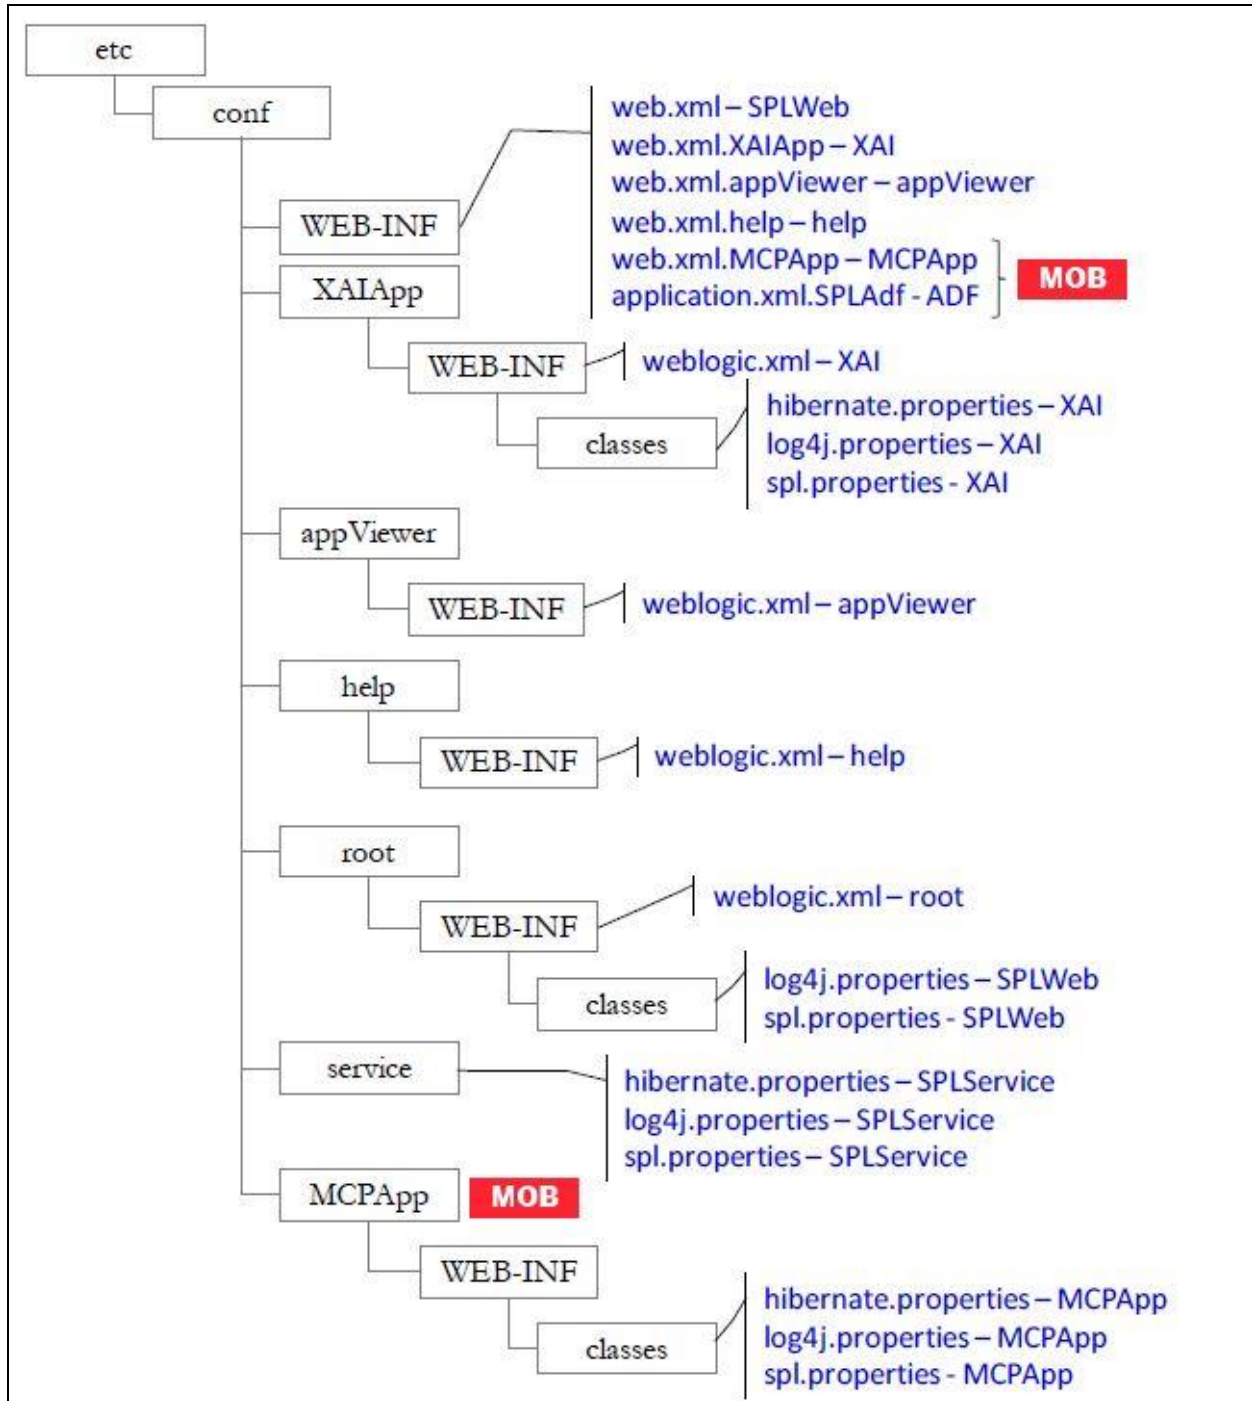 etc
conf
web.xml – SPLWeb
web.xml.XAIApp – XAI
web.xml.appViewer – appViewer
WEB-INF
web.xml.help – help
web.xml.MCPApp – MCPApp
MOB
XAIApp
application.xml.SPLAdf - ADF
WEB-INF
weblogic.xml – XAI
hibernate.properties – XAI
classes
log4j.properties – XAI
spl.properties - XAI
appViewer
WEB-INF
weblogic.xml – appViewer
help
WEB-INF
weblogic.xml – help
root
weblogic.xml – root
WEB-INF
log4j.properties – SPLWeb
classes
spl.properties - SPLWeb
service
hibernate.properties – SPLService
log4j.properties – SPLService
spl.properties – SPLService
MCPApp
MOB
WEB-INF
hibernate.properties – MCPApp
log4j.properties – MCPApp
classes
spl.properties - MCPApp